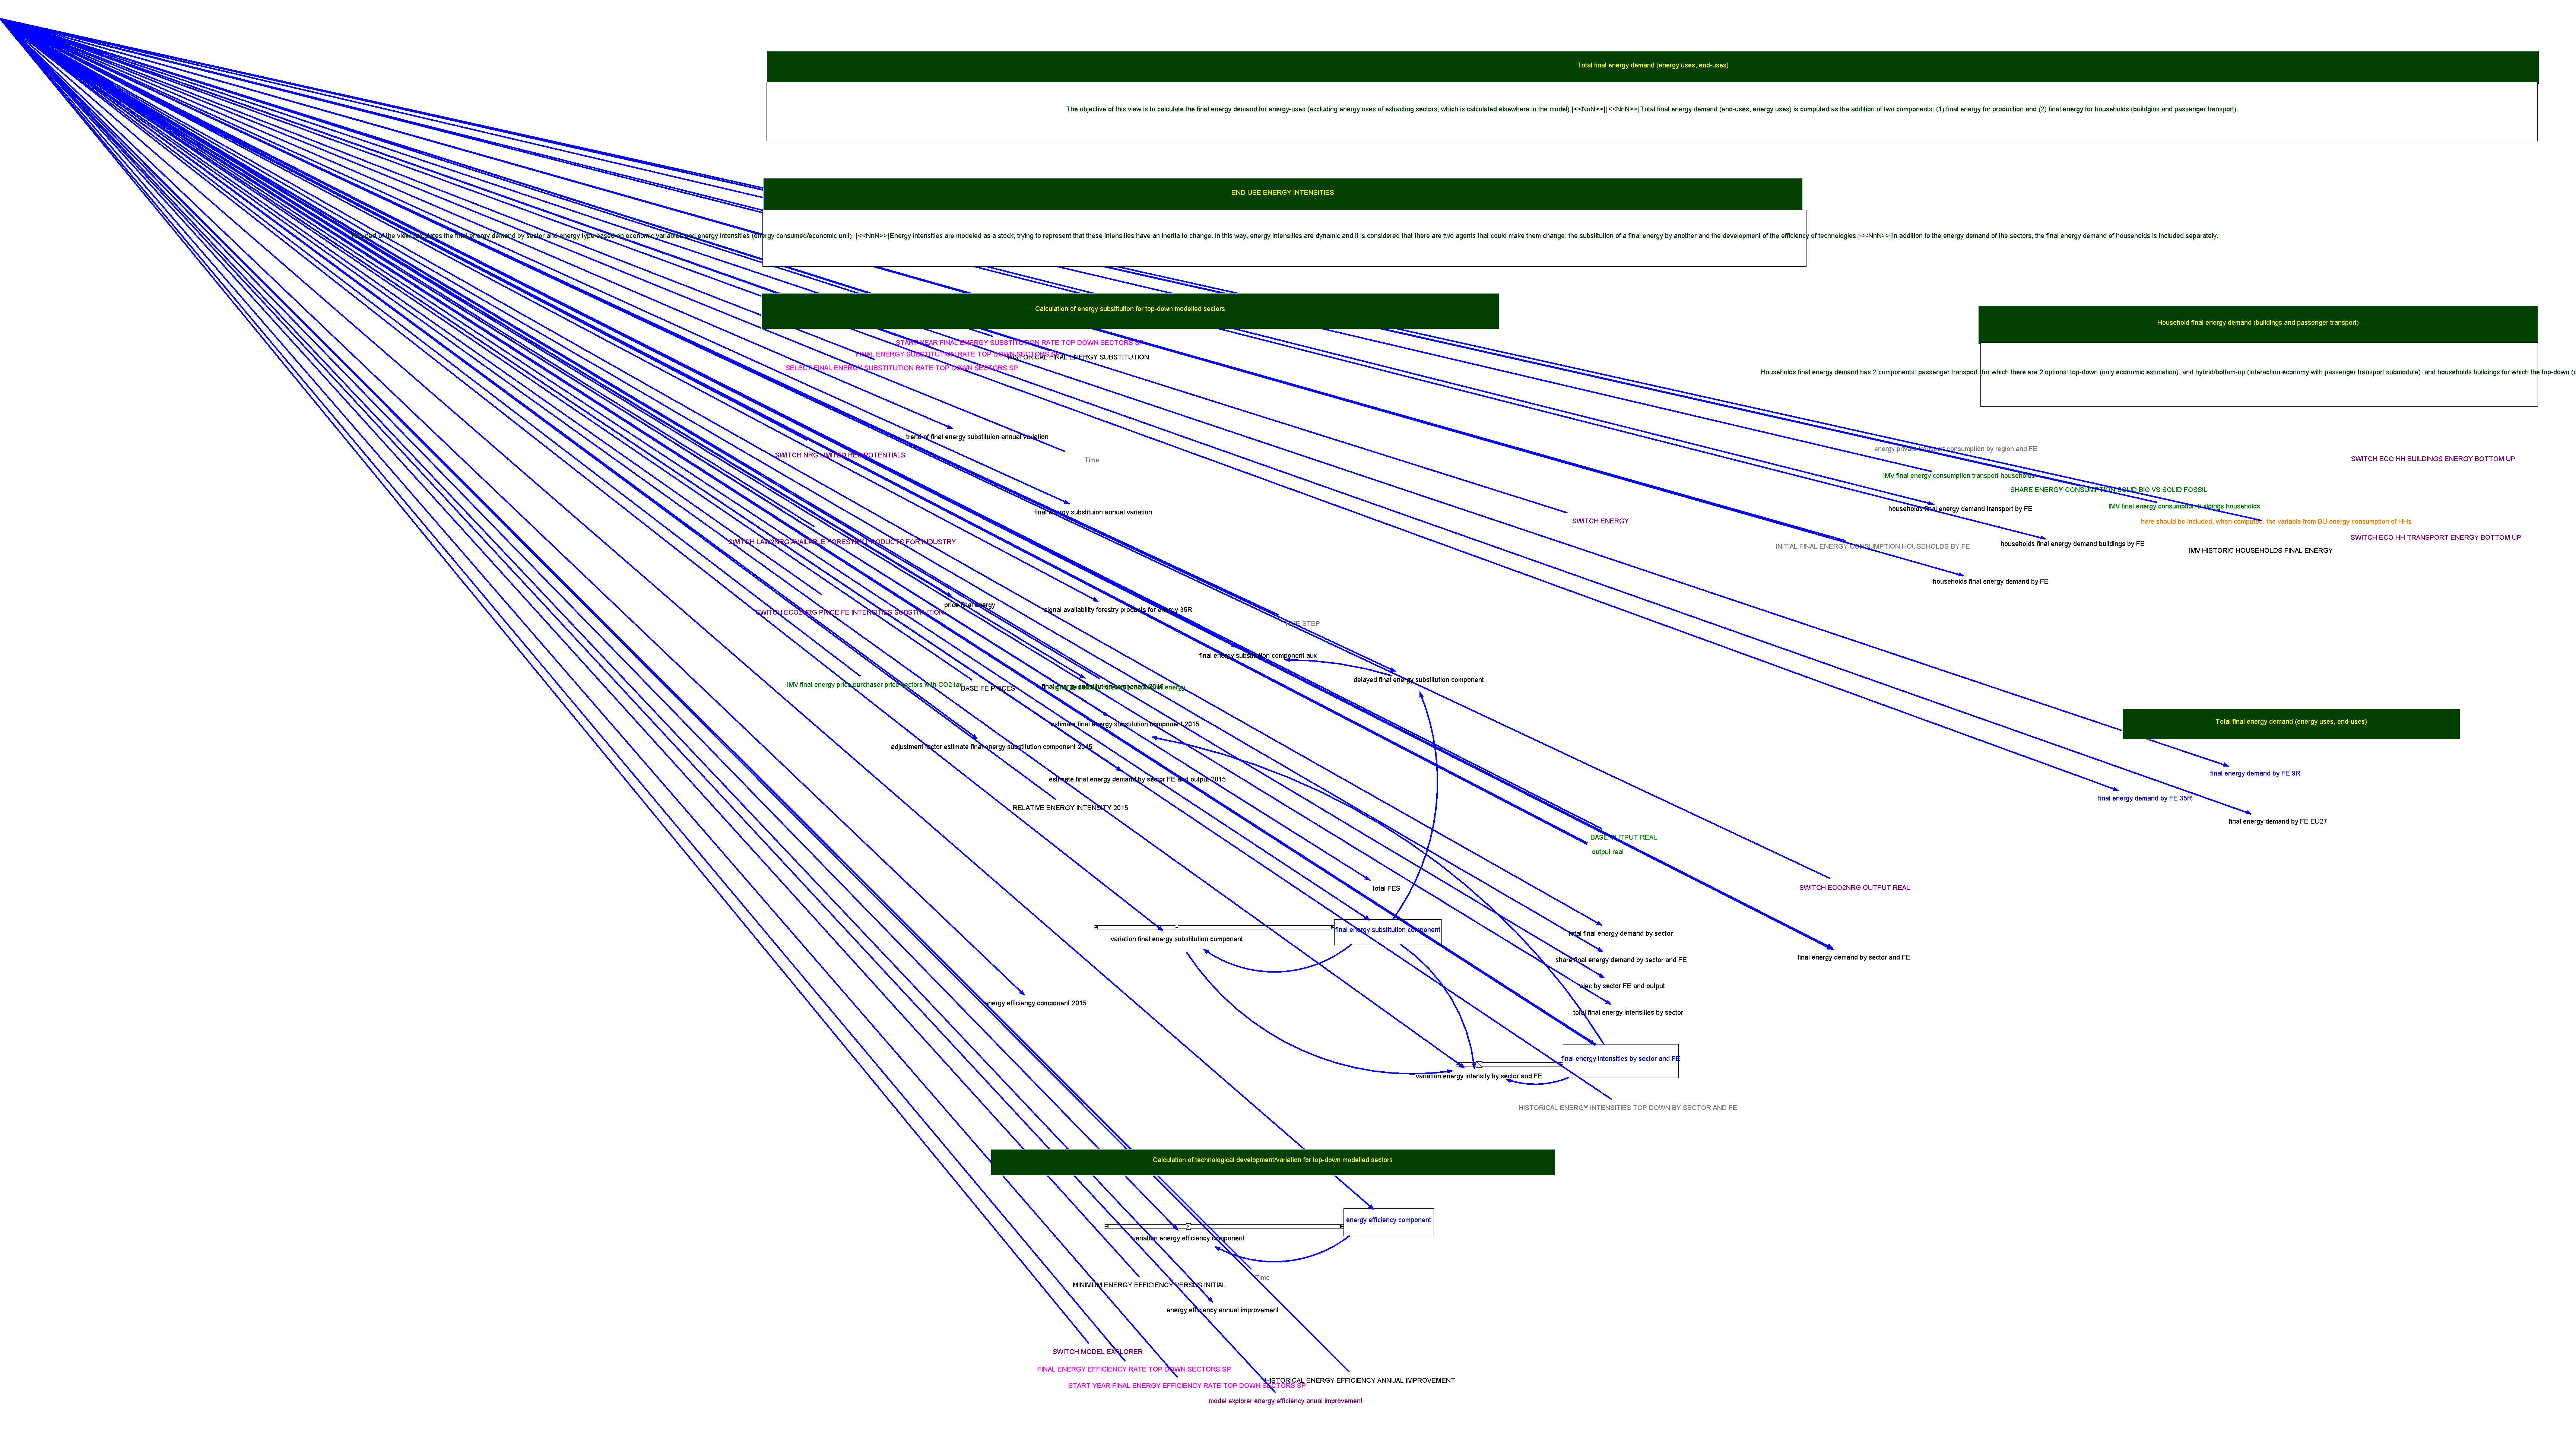 Total final energy demand (energy uses, end-uses)
The objective of this view is to calculate the final energy demand for energy-uses (excluding energy uses of extracting sectors, which is calculated elsewhere in the model).|<<NnN>>||<<NnN>>|Total final energy demand (end-uses, energy uses) is computed as the addition of two components: (1) final energy for production and (2) final energy for households (buildgins and passenger transport).
END USE ENERGY INTENSITIES
part of the view the final energy demand by sector and energy type based on economic variables and energy intensities (energy consumed/economic unit). |<<NnN>>|Energy intensities are modeled as a stock, trying to represent that these intensities have an inertia to change. In this way, energy intensities are dynamic and it is considered that there are two agents that could make them change: the substitution of a final energy by another and the development of the efficiency of technologies.|<<NnN>>|In addition to the energy demand of the sectors, the final energy demand of households is included separately.
Calculation of energy substitution for top-down modelled sectors
Household final energy demand (buildings and passenger transport)
START YEAR FINAL ENERGY SUBSTITUTION RATE TOP DOWN SECTORS SP
FINAL ENERGY SUBSTITUTION RATE TOP DOWN SECTORS SP
HISTORICAL FINAL ENERGY SUBSTITUTION
SELECT FINAL ENERGY SUBSTITUTION RATE TOP DOWN SECTORS SP
Households final energy demand has 2 components: passenger transport (for which there are 2 options: top-down (only economic estimation), and hybrid/bottom-up (interaction economy with passenger transport submodule), and households buildings for which the top-down
trend of final energy substituion annual variation
energy private transport consumption by region and FE
SWITCH NRG LIMITED RES POTENTIALS
Time
SWITCH ECO HH BUILDINGS ENERGY BOTTOM UP
IMV final energy consumption transport households
SHARE ENERGY CONSUMPTION SOLID BIO VS SOLID FOSSIL
final energy substituion annual variation
households final energy demand transport by FE
IMV final energy consumption buildings households
SWITCH ENERGY
here should be included, when computed, the variable from BU energy consumption of HHs
SWITCH LAW2NRG AVAILABLE FORESTRY PRODUCTS FOR INDUSTRY
INITIAL FINAL ENERGY CONSUMPTION HOUSEHOLDS BY FE
households final energy demand buildings by FE
SWITCH ECO HH TRANSPORT ENERGY BOTTOM UP
IMV HISTORIC HOUSEHOLDS FINAL ENERGY
households final energy demand by FE
SWITCH ECO2NRG PRICE FE INTENSITIES SUBSTITUTION
price final energy
signal availability forestry products for energy 35R
TIME STEP
final energy substitution component aux
delayed final energy substitution component
IMV final energy price purchaser price sectors with CO2 tax
BASE FE PRICES
final energy substitution component 2015
estimate final energy substitution component 2015
Total final energy demand (energy uses, end-uses)
adjustment factor estimate final energy substitution component 2015
estimate final energy demand by sector FE and output 2015
final energy demand by FE 9R
final energy demand by FE 35R
RELATIVE ENERGY INTENSITY 2015
final energy demand by FE EU27
BASE OUTPUT REAL
output real
total FES
SWITCH ECO2NRG OUTPUT REAL
final energy substitution component
total final energy demand by sector
variation final energy substitution component
final energy demand by sector and FE
share final energy demand by sector and FE
by sector FE and output
energy efficiengy component 2015
total final energy intensities by sector
final energy intensities by sector and FE
variation energy intensity by sector and FE
HISTORICAL ENERGY INTENSITIES TOP DOWN BY SECTOR AND FE
Calculation of technological development/variation for top-down modelled sectors
energy efficiency component
variation energy efficiency component
Time
MINIMUM ENERGY EFFICIENCY VERSUS INITIAL
energy efficiency annual improvement
SWITCH MODEL EXPLORER
FINAL ENERGY EFFICIENCY RATE TOP DOWN SECTORS SP
HISTORICAL ENERGY EFFICIENCY ANNUAL IMPROVEMENT
START YEAR FINAL ENERGY EFFICIENCY RATE TOP DOWN SECTORS SP
model explorer energy efficiency anual improvement